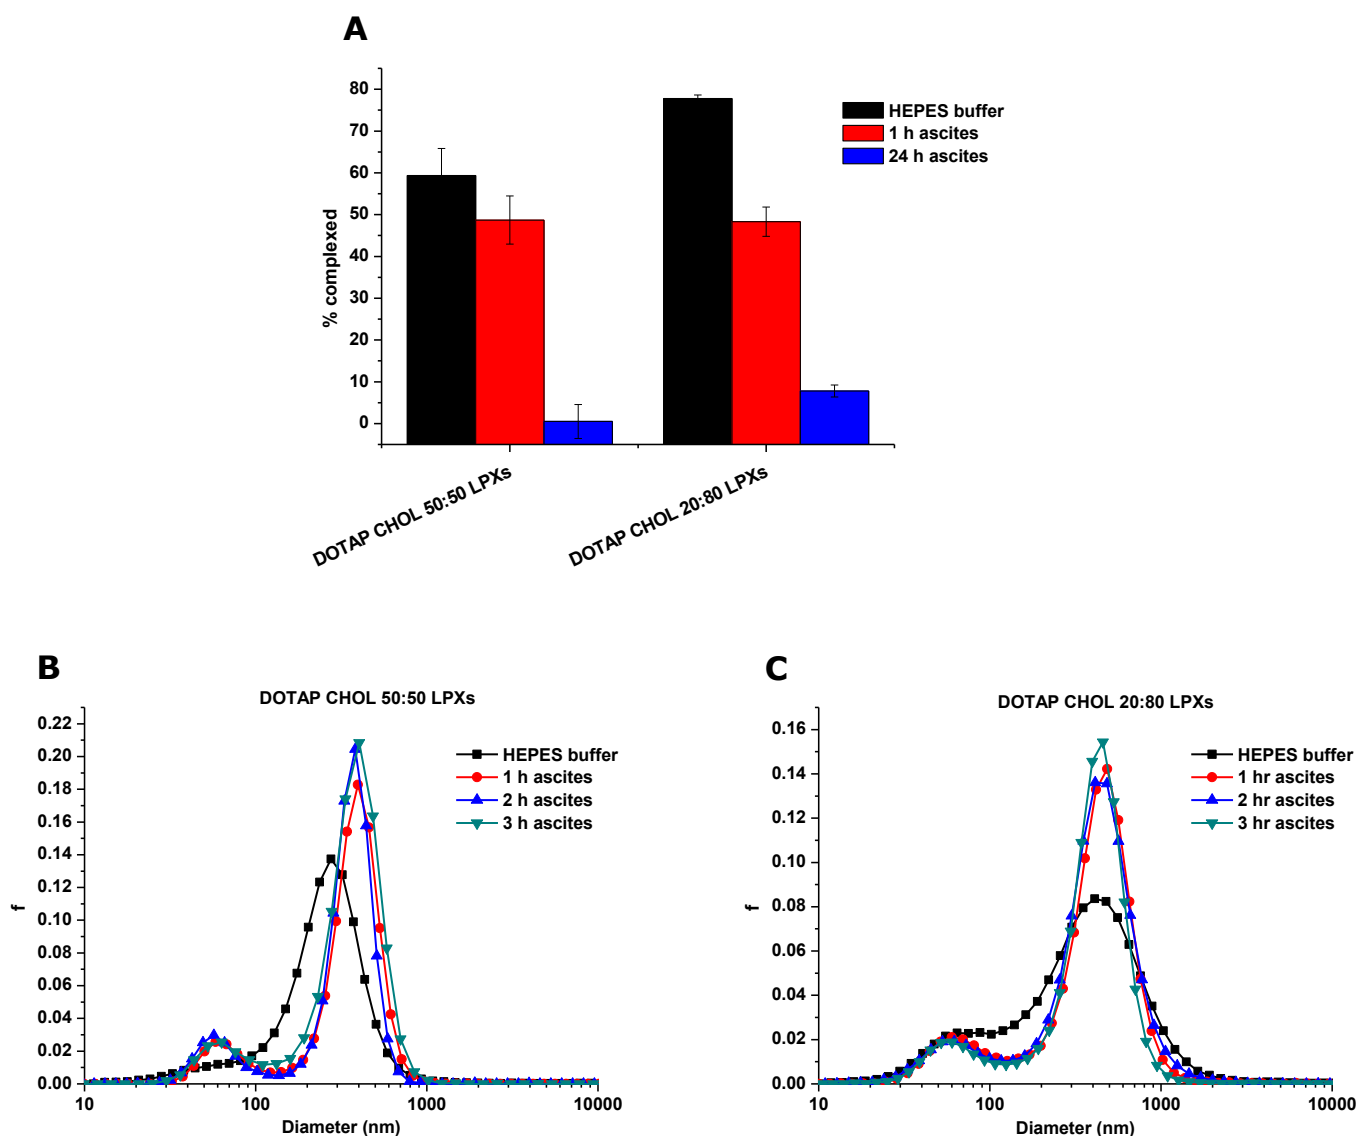 A
HEPES buffer
1 h ascites
24 h ascites
% complexed
80
70
60
50
40
30
20
10
0
DOTAP CHOL 50:50 LPXs
DOTAP CHOL 20:80 LPXs
B
DOTAP CHOL 50:50 LPXs
HEPES buffer
1 h ascites
2 h ascites
3 h ascites
f
0.22
0.20
0.18
0.16
0.14
0.12
0.10
0.08
0.06
0.04
0.02
0.00
10
100
1000
10000
Diameter (nm)
C
DOTAP CHOL 20:80 LPXs
HEPES buffer
1 hr ascites
2 hr ascites
3 hr ascites
f
0.16
0.14
0.12
0.10
0.08
0.06
0.04
0.02
0.00
10
100
1000
10000
Diameter (nm)